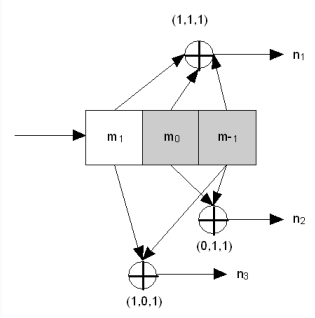 (1,1,1)
n1
m1 m0 m-1
n2
(0,1,1)
n3
(1,0,1)